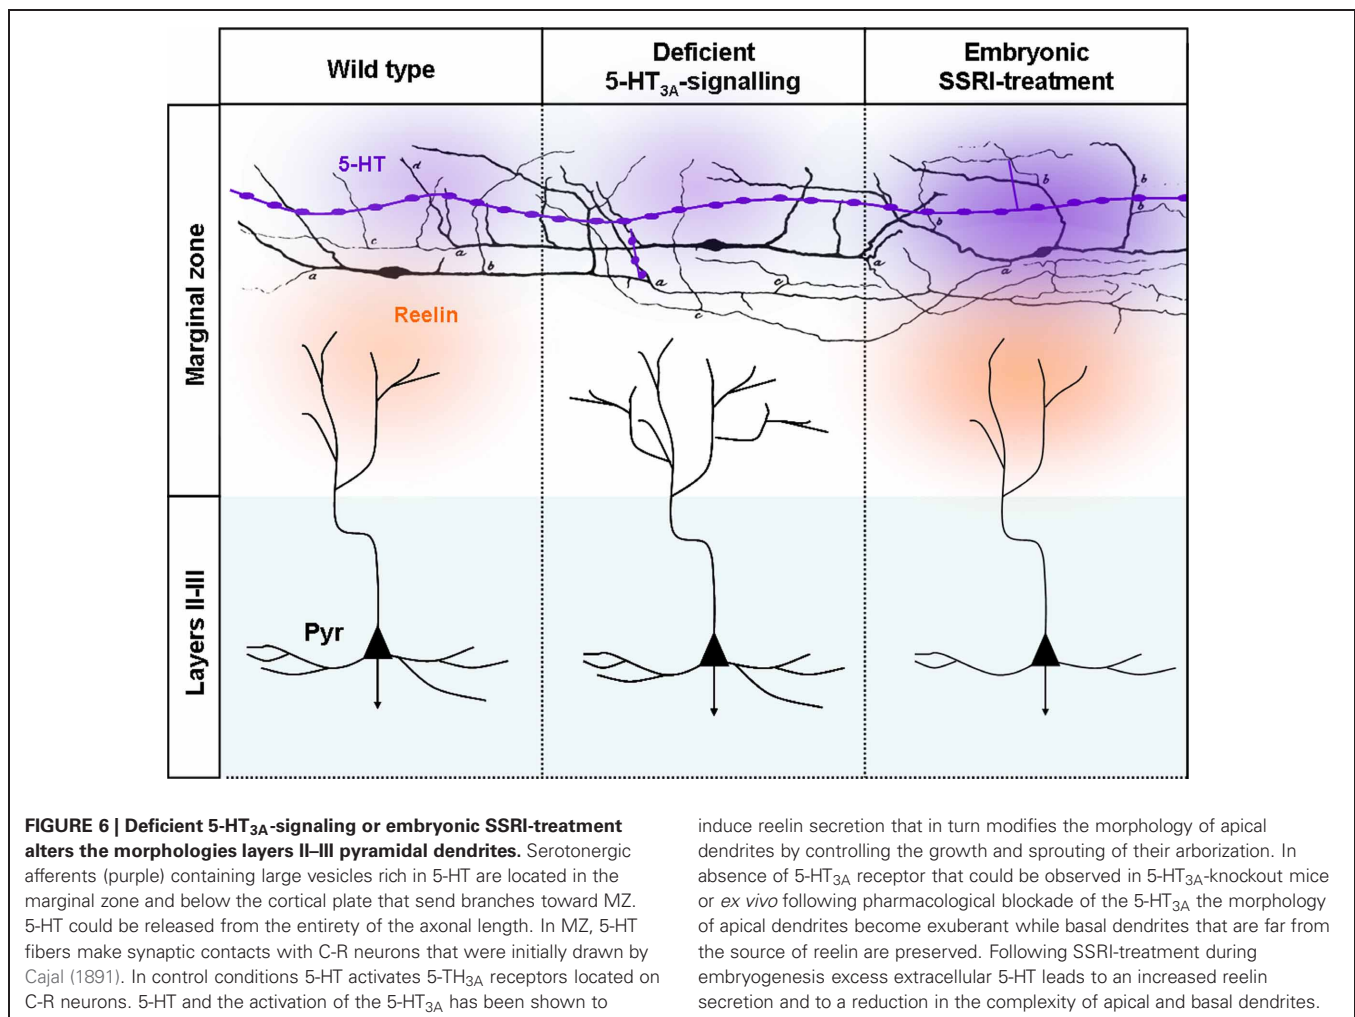 Wild type
Deficient
5-HT3A-signalling
Embryonic
SSRI-treatment
Marginal zone
5-HT
d
c
a
b
a
Reelin
a
c
c
b
b
b
a
a
Layers II-III
Pyr
FIGURE 6 | Deficient 5-HT3A-signaling or embryonic SSRI-treatment
alters the morphologies layers II–III pyramidal dendrites. Serotonergic
afferents (purple) containing large vesicles rich in 5-HT are located in the
marginal zone and below the cortical plate that send branches toward MZ.
5-HT could be released from the entirety of the axonal length. In MZ, 5-HT
fibers make synaptic contacts with C-R neurons that were initially drawn by
Cajal (1891). In control conditions 5-HT activates 5-TH3A receptors located on
C-R neurons. 5-HT and the activation of the 5-HT3A has been shown to
induce reelin secretion that in turn modifies the morphology of apical
dendrites by controlling the growth and sprouting of their arborization. In
absence of 5-HT3A receptor that could be observed in 5-HT3A-knockout mice
or ex vivo following pharmacological blockade of the 5-HT3A the morphology
of apical dendrites become exuberant while basal dendrites that are far from
the source of reelin are preserved. Following SSRI-treatment during
embryogenesis excess extracellular 5-HT leads to an increased reelin
secretion and to a reduction in the complexity of apical and basal dendrites.